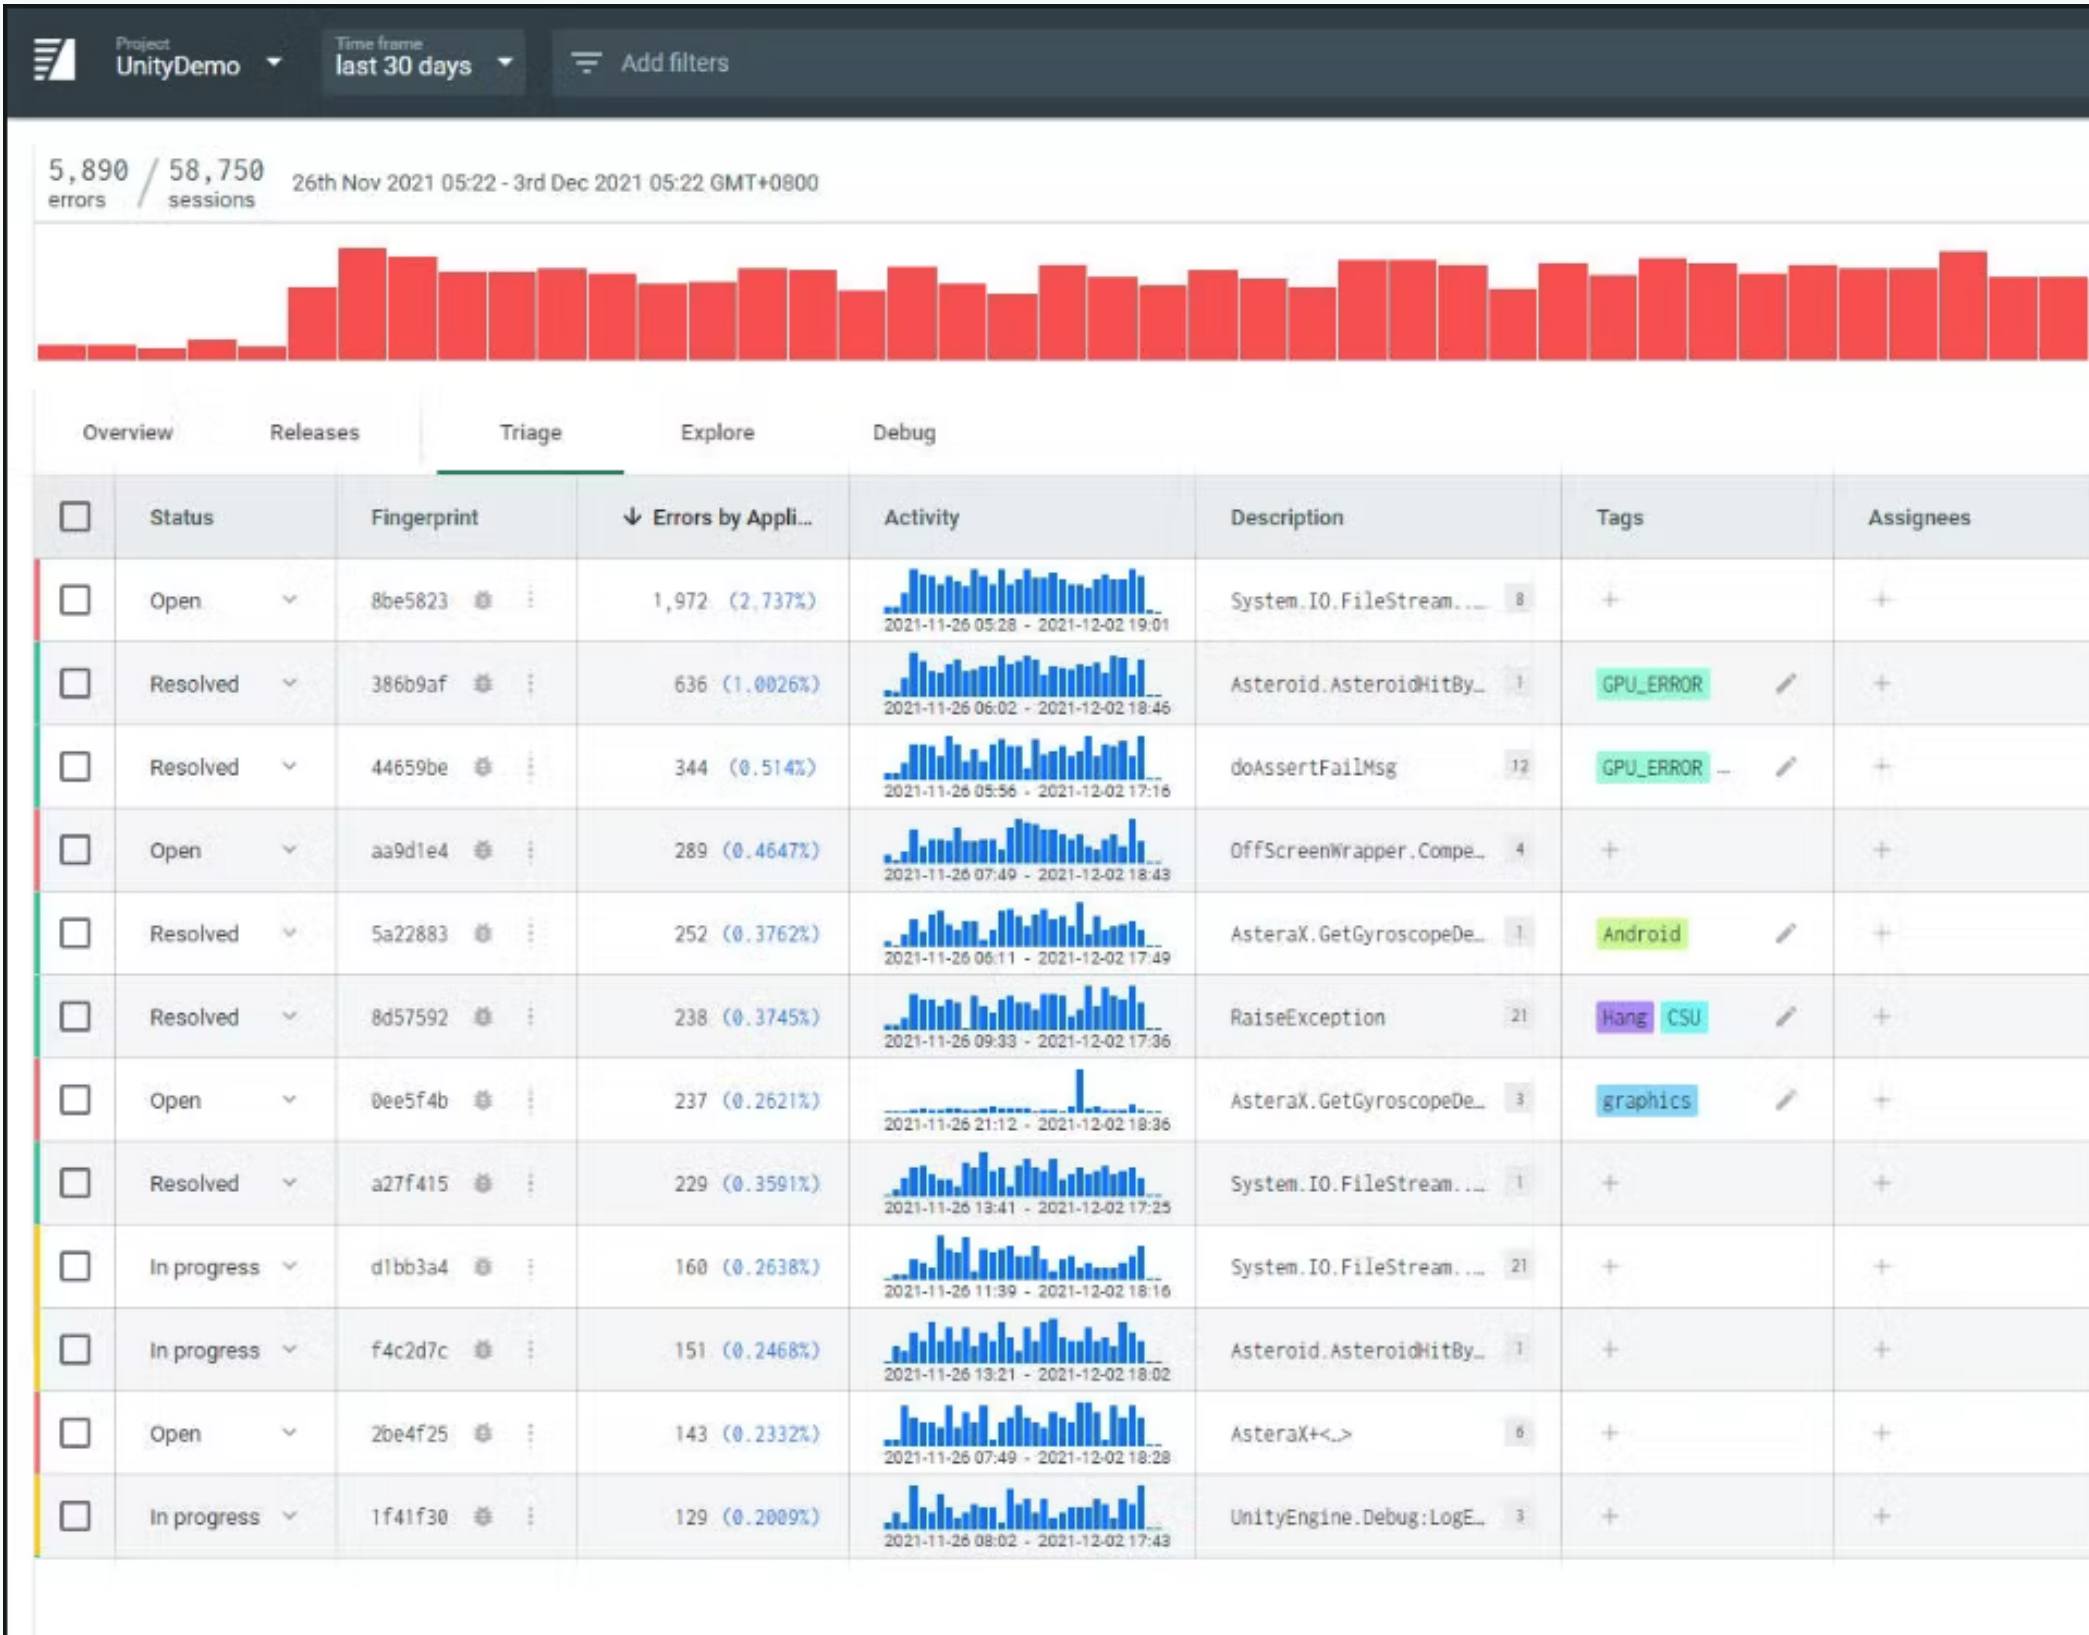 Project
UnityDemo
Time frame
last 30 days
Add filters
5,890 / 58,750
errors sessions
26th Nov 2021 05:22 - 3rd Dec 2021 05:22 GMT+0800
Overview Releases Triage Explore Debug
Status Fingerprint Errors by Appli... Activity Description Tags Assignees
Open 8be5823 1,972 (2.737%) System.IO.FileStream..... 8 + +
2021-11-26 05:28 - 2021-12-02 19:01
Resolved 386b9af 636 (1.0026%) Asteroid.AsteroidHitBy... 1 GPU_ERROR +
2021-11-26 06:02 - 2021-12-02 18:46
Resolved 44659be 344 (0.514%) doAssertFailMsg 12 GPU_ERROR ... +
2021-11-26 05:56 - 2021-12-02 17:16
Open aa9d1e4 289 (0.4647%) OffScreenWrapper.Compe... 4 + +
2021-11-26 07:49 - 2021-12-02 18:43
Resolved 5a22883 252 (0.3762%) AsteraX.GetGyroscopeDe... 1 Android +
2021-11-26 06:11 - 2021-12-02 17:49
Resolved 8d57592 238 (0.3745%) RaiseException 21 Hang CSU +
2021-11-26 09:33 - 2021-12-02 17:36
Open 0ee5f4b 237 (0.2621%) AsteraX.GetGyroscopeDe... 3 graphics +
2021-11-26 21:12 - 2021-12-02 18:36
Resolved a27f415 229 (0.3591%) System.IO.FileStream..... 1 + +
2021-11-26 13:41 - 2021-12-02 17:25
In progress d1bb3a4 160 (0.2638%) System.IO.FileStream..... 21 + +
2021-11-26 11:39 - 2021-12-02 18:16
In progress f4c2d7c 151 (0.2468%) Asteroid.AsteroidHitBy... 1 + +
2021-11-26 13:21 - 2021-12-02 18:02
Open 2be4f25 143 (0.2332%) AsteraX+<..> 6 + +
2021-11-26 07:49 - 2021-12-02 18:28
In progress 1f41f30 129 (0.2009%) UnityEngine.Debug:LogE... 3 + +
2021-11-26 08:02 - 2021-12-02 17:43